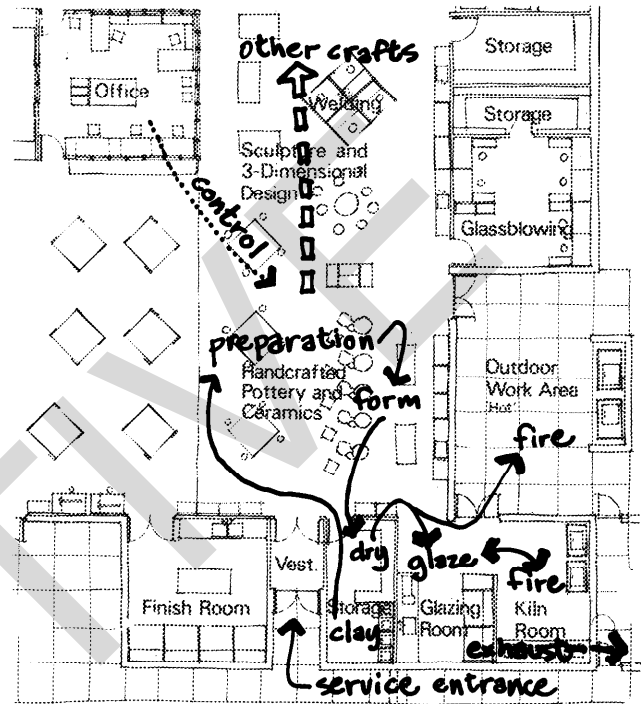 other crafts
Storage
Office
Welding
Storage
Sculpture and
3-Dimensional
Design
control
Glassblowing
preparation
Handcrafted
Pottery and
Ceramics
form
Outdoor
Work Area
Hot
fire
dry
glaze
fire
Vest.
Finish Room
Storage
Glazing
Room
Kiln
Room
clay
exhaust
service entrance